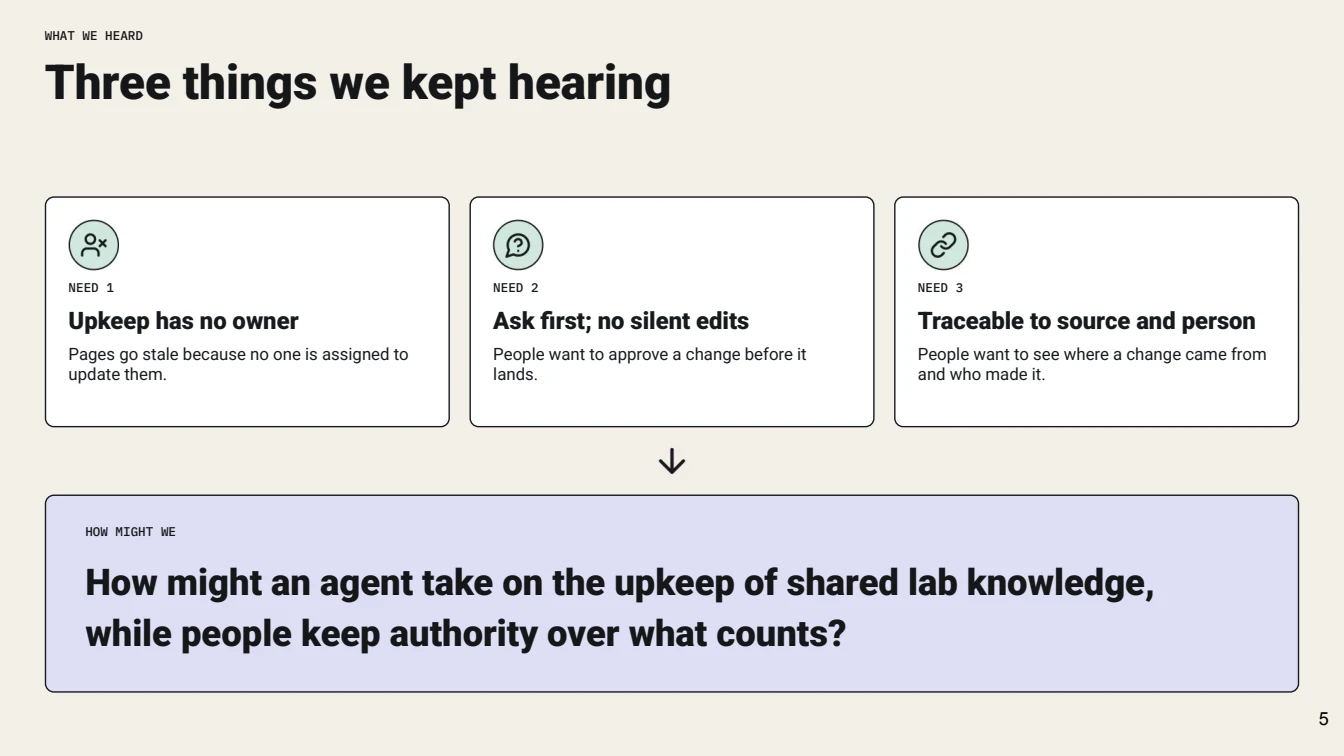 WHAT WE HEARD
Three things we kept hearing
NEED 1
Upkeep has no owner
Pages go stale because no one is assigned to
update them.
NEED 2
Ask first; no silent edits
People want to approve a change before it
lands.
NEED 3
Traceable to source and person
People want to see where a change came from
and who made it.
HOW MIGHT WE
How might an agent take on the upkeep of shared lab knowledge,
while people keep authority over what counts?
5